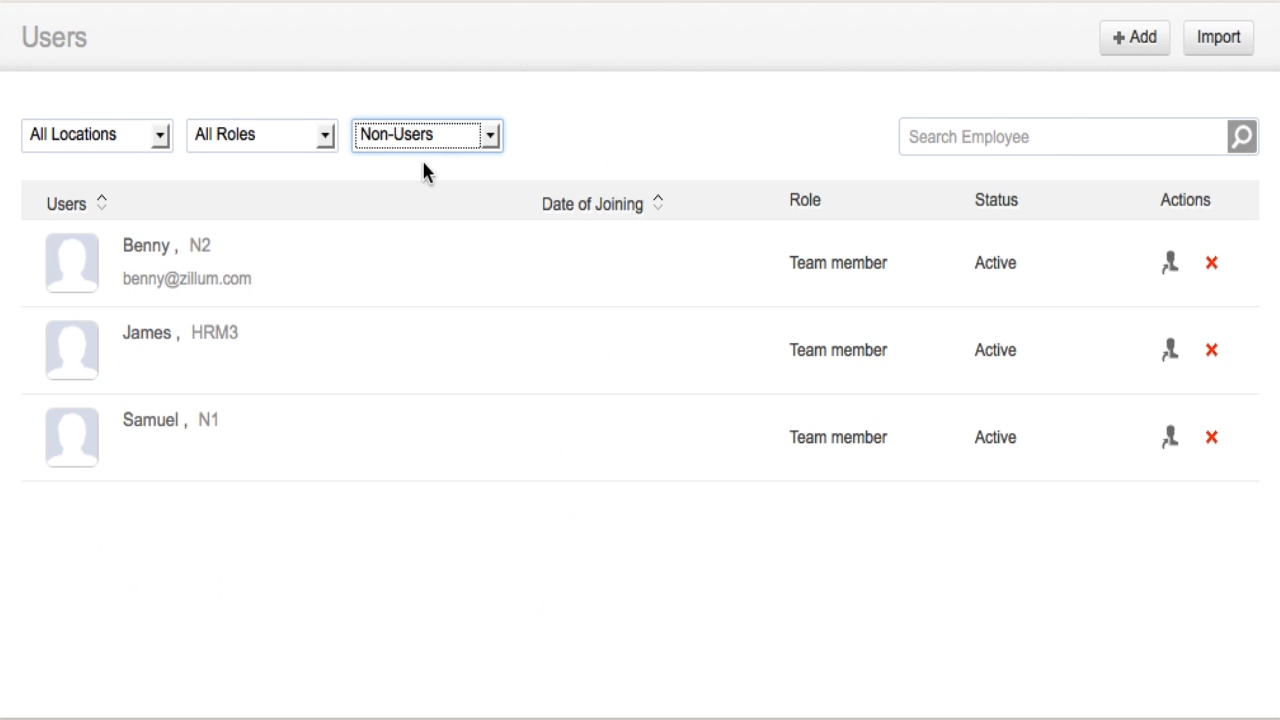 Users
+ Add
Import
All Locations
All Roles
Non-Users
Search Employee
Users
Date of Joining
Role
Status
Actions
Benny , N2
benny@zillum.com
Team member
Active
James , HRM3
Team member
Active
Samuel , N1
Team member
Active